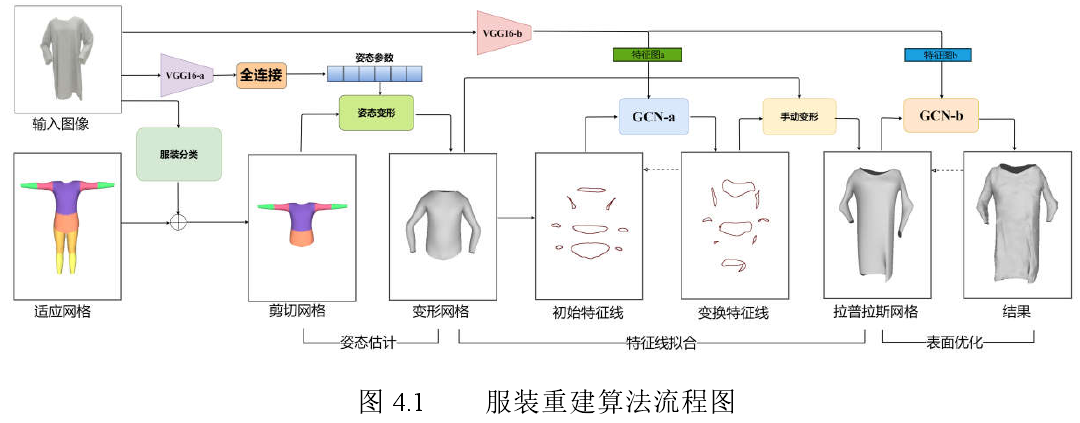 VGG16-b
特征图a
特征图b
VGG16-a
全连接
姿态参数
输入图像
姿态变形
GCN-a
手动变形
GCN-b
服装分类
适应网格
剪切网格
变形网格
初始特征线
变换特征线
拉普拉斯网格
结果
姿态估计
特征线拟合
表面优化
图 4.1 服装重建算法流程图